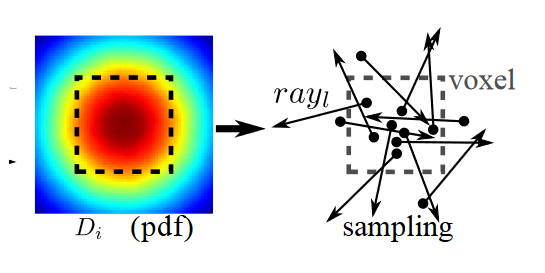 ray_l
voxel
D_i (pdf)
sampling